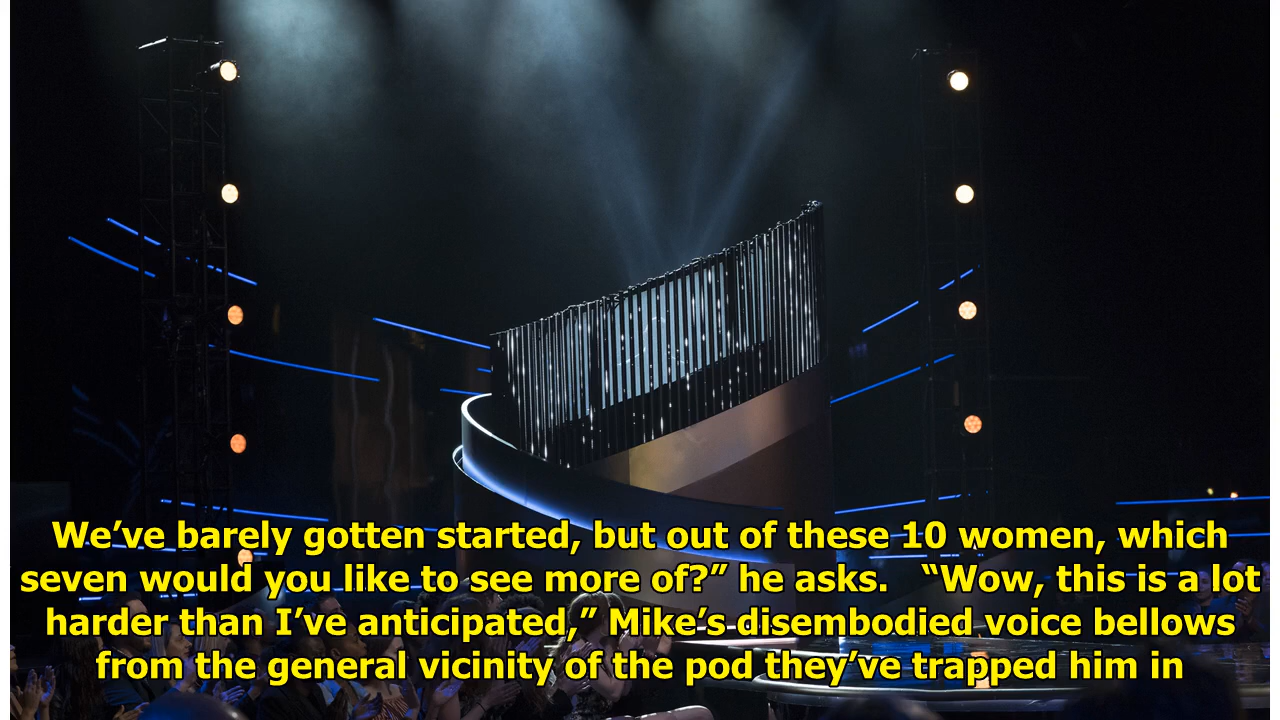 We’ve barely gotten started, but out of these 10 women, which
seven would you like to see more of?” he asks.   “Wow, this is a lot
harder than I’ve anticipated,” Mike’s disembodied voice bellows
from the general vicinity of the pod they’ve trapped him in